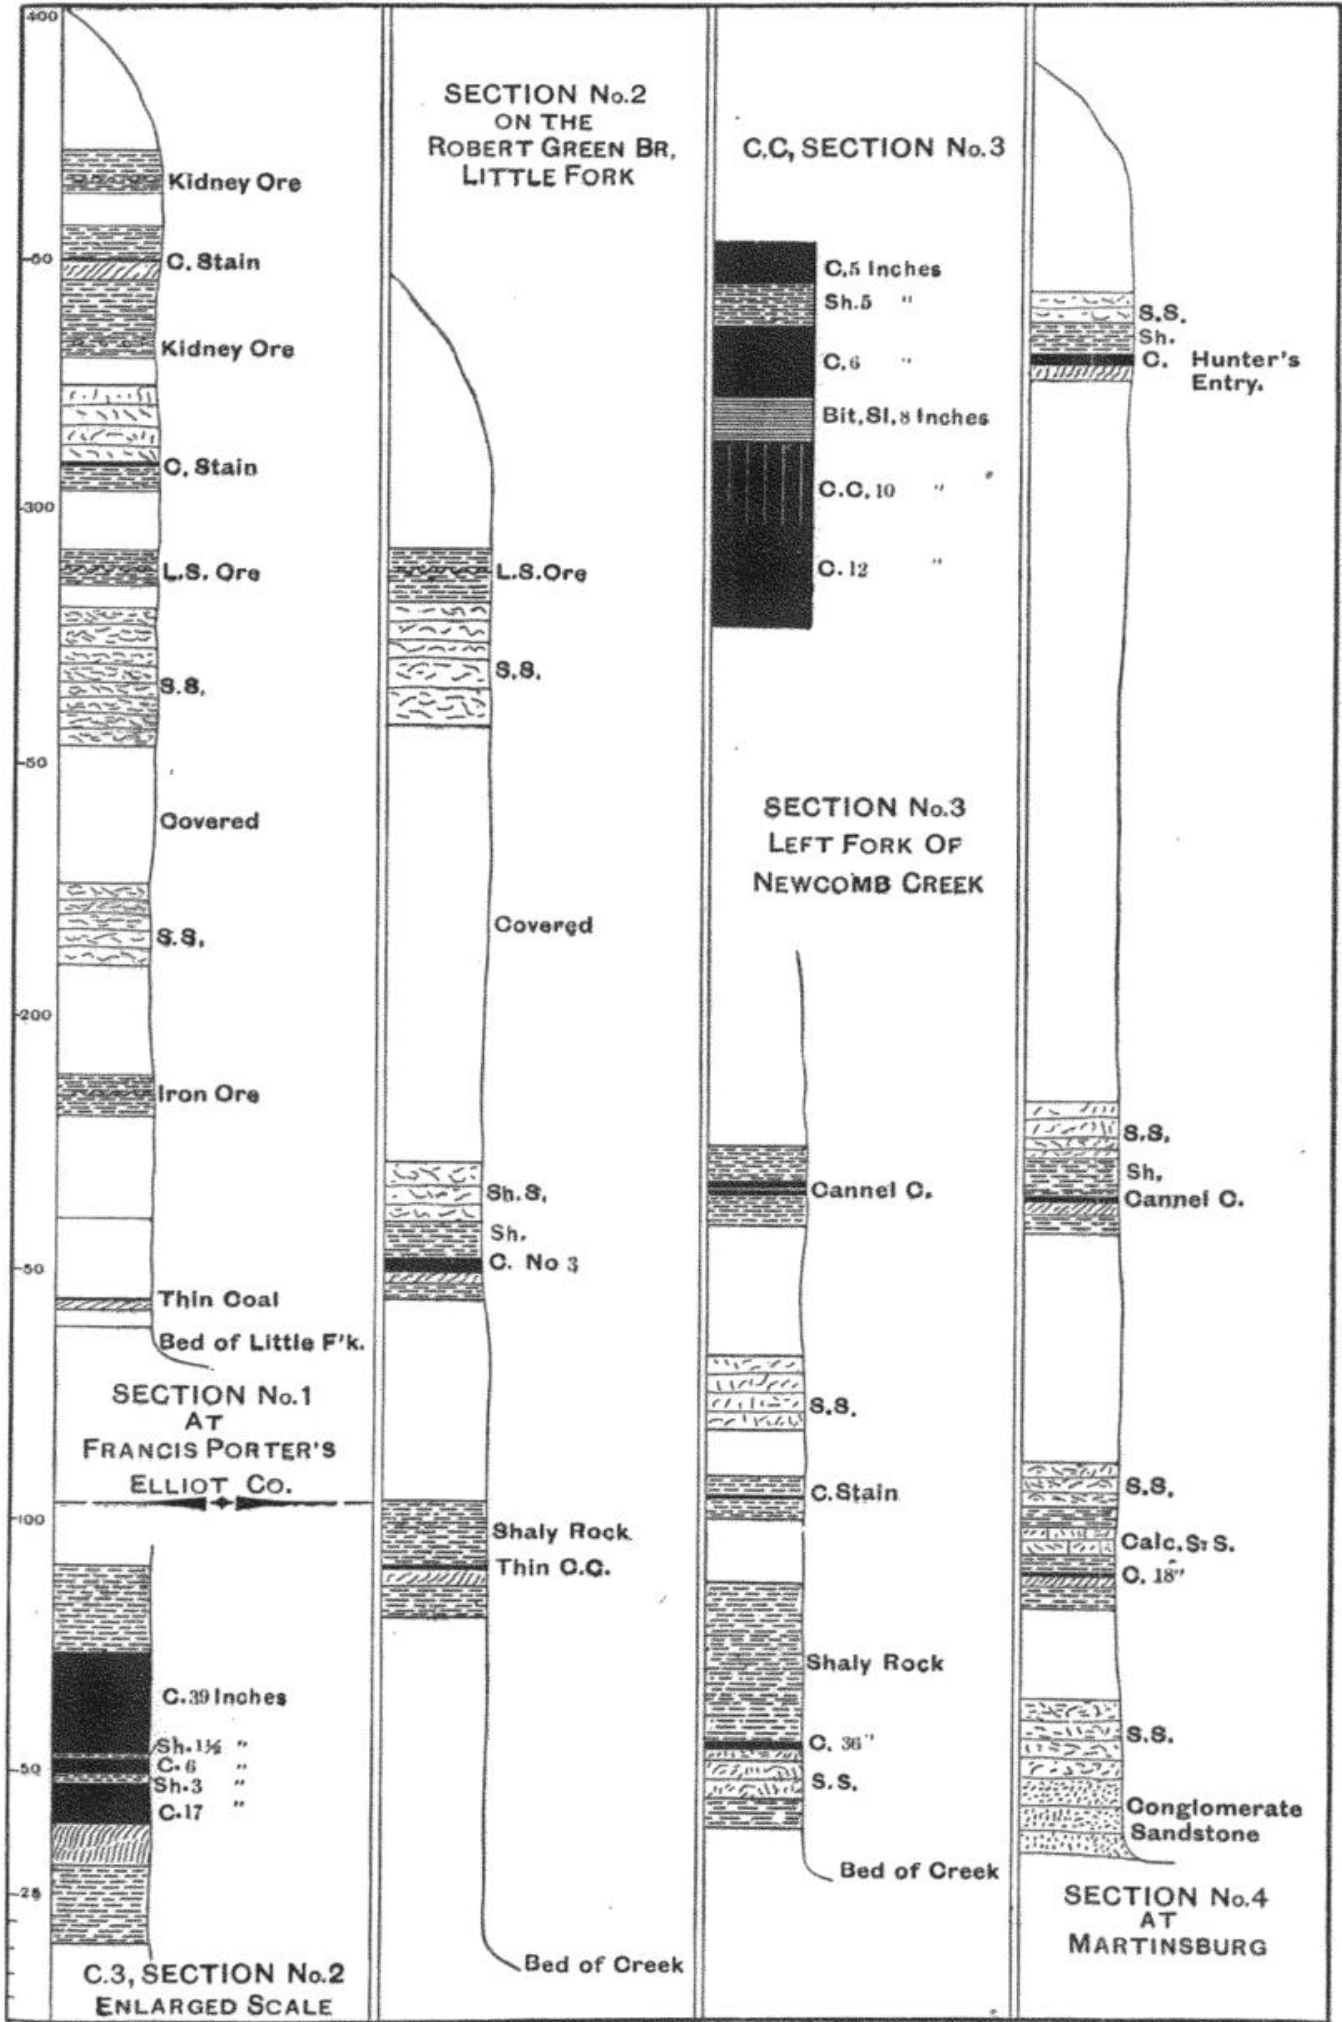 400
Kidney Ore
50
C. Stain
Kidney Ore
C. Stain
300
L.S. Ore
S.S.
50
Covered
S.S.
200
Iron Ore
50
Thin Coal
Bed of Little F'k.
SECTION No.1
AT
FRANCIS PORTER'S
ELLIOT CO.
100
C. 39 Inches
Sh. 1½ "
C. 6 "
50
Sh. 3 "
C. 17 "
25
C.3, SECTION No.2
ENLARGED SCALE
SECTION No.2
ON THE
ROBERT GREEN BR,
LITTLE FORK
L.S. Ore
S.S.
Covered
Sh. S.
Sh.
C. No 3
Shaly Rock
Thin C.C.
Bed of Creek
C.C, SECTION No.3
C. 5 Inches
Sh. 5 "
C. 6 "
Bit. Sl. 8 Inches
C.C. 10 "
C. 12 "
SECTION No.3
LEFT FORK OF
NEWCOMB CREEK
Cannel C.
S.S.
C. Stain
Shaly Rock
C. 36"
S.S.
Bed of Creek
S.S.
Sh.
C. Hunter's
Entry.
S.S.
Sh,
Cannel C.
S.S.
Calc. S. S.
C. 18"
S.S.
Conglomerate
Sandstone
SECTION No.4
AT
MARTINSBURG